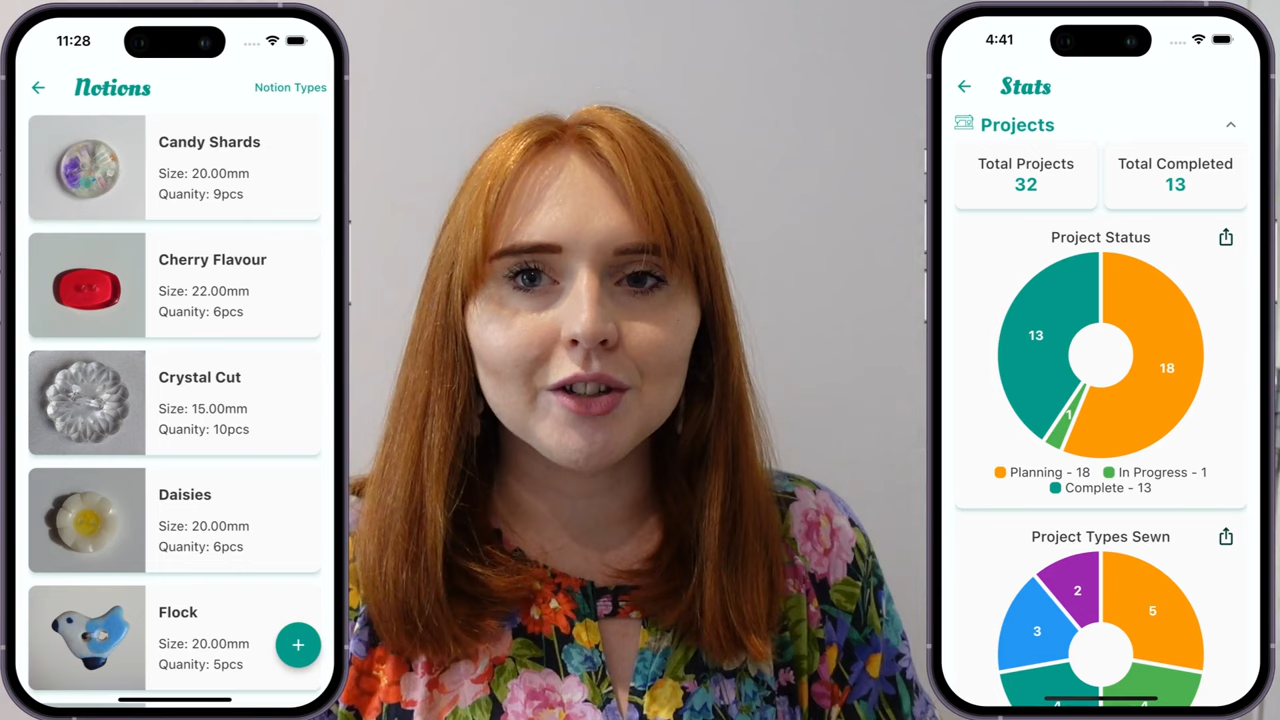 11:28
Notions
Notion Types
Candy Shards
Size: 20.00mm
Quanity: 9pcs
Cherry Flavour
Size: 22.00mm
Quanity: 6pcs
Crystal Cut
Size: 15.00mm
Quanity: 10pcs
Daisies
Size: 20.00mm
Quanity: 6pcs
Flock
Size: 20.00mm
Quanity: 5pcs
+
4:41
Stats
Projects
Total Projects
32
Total Completed
13
Project Status
13
18
1
Planning - 18
In Progress - 1
Complete - 13
Project Types Sewn
2
5
3